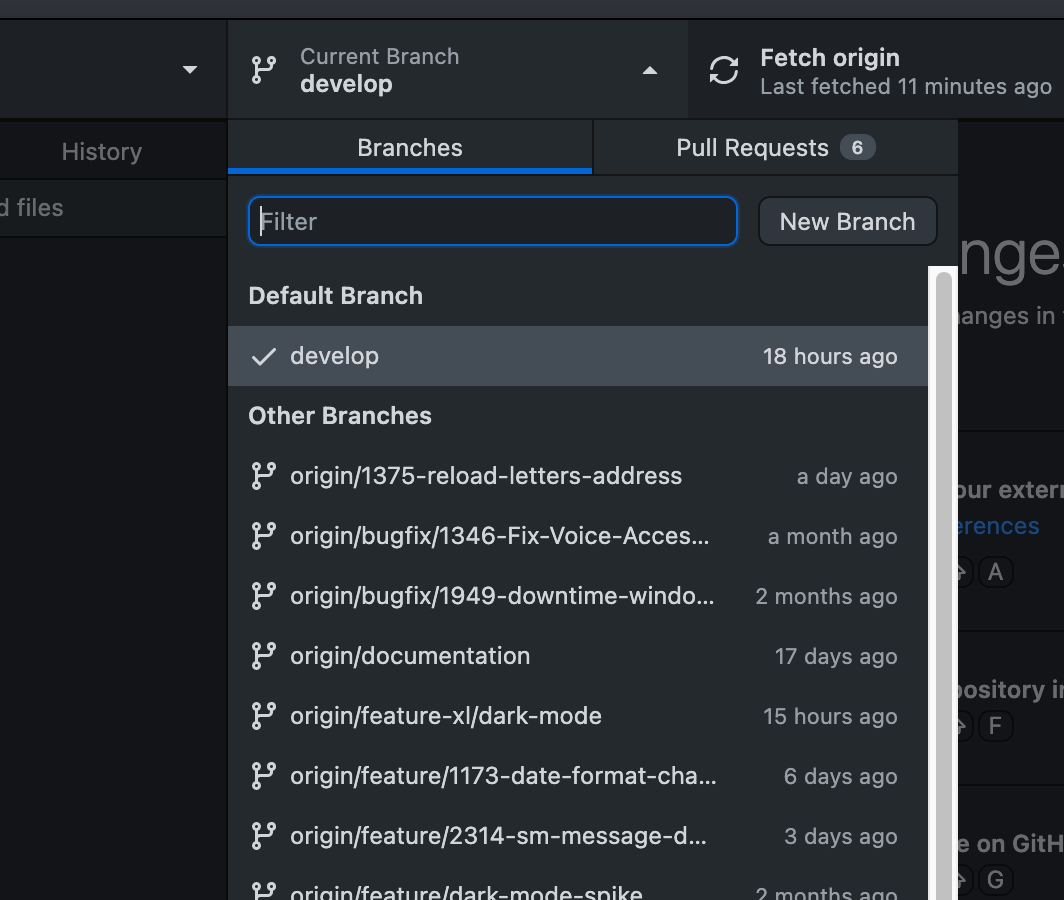 Current Branch
develop
Fetch origin
Last fetched 11 minutes ago
History
Branches
Pull Requests 6
files
Filter
New Branch
Default Branch
develop 18 hours ago
anges in
Other Branches
origin/1375-reload-letters-address a day ago
our extern
erences
origin/bugfix/1346-Fix-Voice-Acces... a month ago
A
origin/bugfix/1949-downtime-windo... 2 months ago
origin/documentation 17 days ago
pository in
origin/feature-xl/dark-mode 15 hours ago
F
origin/feature/1173-date-format-cha... 6 days ago
origin/feature/2314-sm-message-d... 3 days ago
e on GitH
G
origin/feature/dark-mode-spike 2 months ago